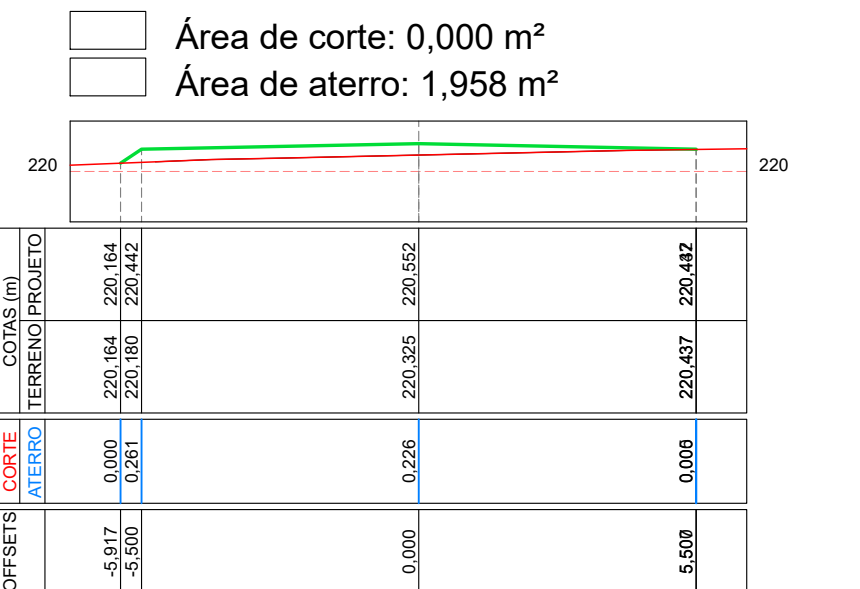 Área de corte: 0,000 m²
Área de aterro: 1,958 m²
220
220
COTAS (m)
PROJETO
220,164
220,442
220,552
TERRENO
220,164
220,180
220,325
220,437
CORTE
ATERRO
0,000
0,261
0,226
OFFSETS
-5,917
-5,500
0,000